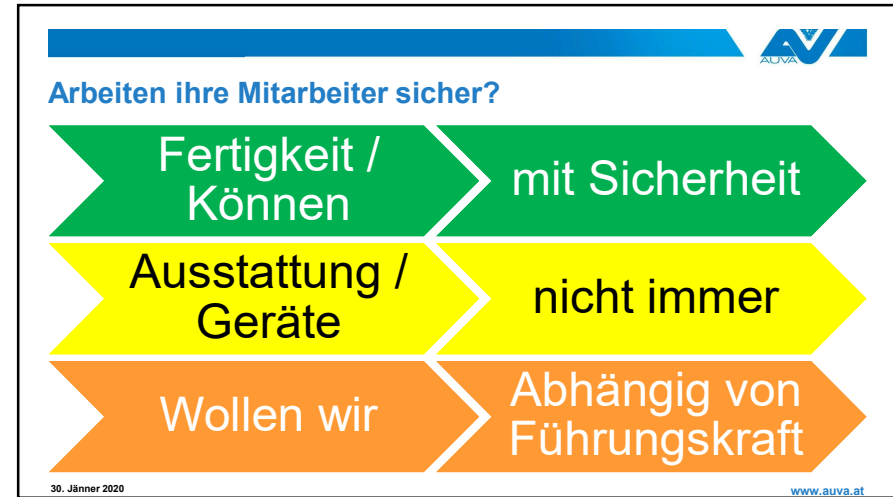 AUVA
Arbeiten ihre Mitarbeiter sicher?
Fertigkeit /
Können
mit Sicherheit
Ausstattung /
Geräte
nicht immer
Wollen wir
Abhängig von
Führungskraft
30. Jänner 2020
www.auva.at